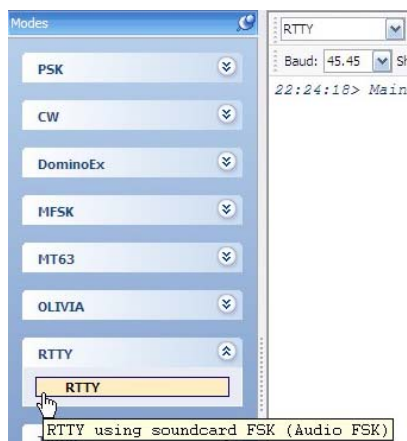 Modes
RTTY
Baud: 45.45 Sh
22:24:18> Main
PSK
CW
DominoEx
MFSK
MT63
OLIVIA
RTTY
RTTY
RTTY using soundcard FSK (Audio FSK)